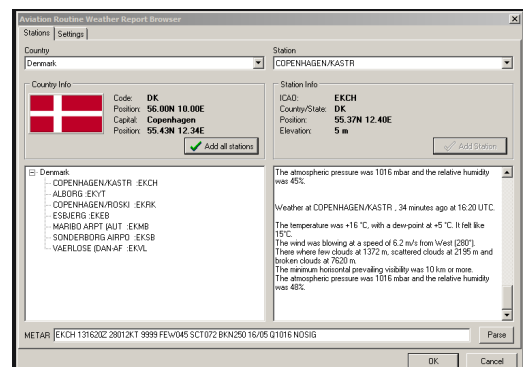 Aviation Routine Weather Report Browser
Stations Settings
Country
Denmark
Station
COPENHAGEN/KASTR
Country Info
Code: DK
Position: 56.00N 10.00E
Capital: Copenhagen
Position: 55.43N 12.34E
Add all stations
Station Info
ICAO: EKCH
Country/State: DK
Position: 55.37N 12.40E
Elevation: 5 m
Add Station
Denmark
COPENHAGEN/KASTR :EKCH
ALBORG :EKYT
COPENHAGEN/ROSKI :EKRK
ESBJERG :EKEB
MARIBO ARPT (AUT :EKMB
SONDERBORG AIRPO :EKSB
VAERLOSE (DAN-AF :EKVL
The atmospheric pressure was 1016 mbar and the relative humidity
was 45%.
Weather at COPENHAGEN/KASTR , 34 minutes ago at 16:20 UTC.
The temperature was +16 °C, with a dew-point at +5 °C. It felt like
15°C.
The wind was blowing at a speed of 6.2 m/s from West (280°).
There where few clouds at 1372 m, scattered clouds at 2195 m and
broken clouds at 7620 m.
The minimum horisontal prevailing visibility was 10 km or more.
The atmospheric pressure was 1016 mbar and the relative humidity
was 48%.
METAR EKCH 131620Z 28012KT 9999 FEW045 SCT072 BKN250 16/05 Q1016 NOSIG
Parse
OK Cancel